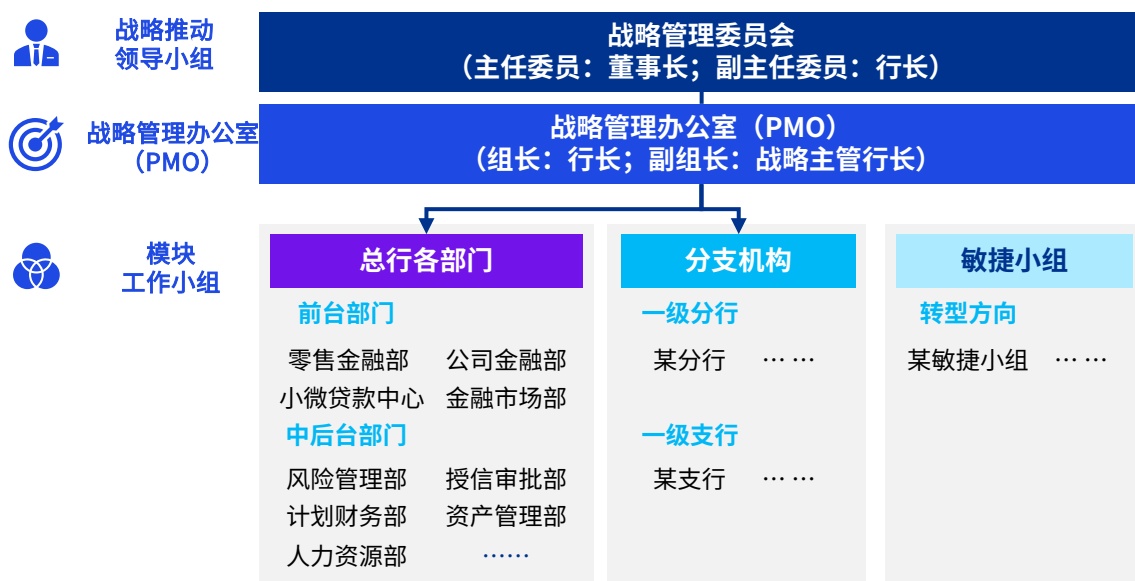 战略推动
领导小组
战略管理委员会
（主任委员：董事长；副主任委员：行长）
战略管理办公室
（PMO）
战略管理办公室（PMO）
（组长：行长；副组长：战略主管行长）
模块
工作小组
总行各部门
前台部门
零售金融部 公司金融部
小微贷款中心 金融市场部
中后台部门
风险管理部 授信审批部
计划财务部 资产管理部
人力资源部 ……
分支机构
一级分行
某分行 … …
一级支行
某支行 … …
敏捷小组
转型方向
某敏捷小组 … …